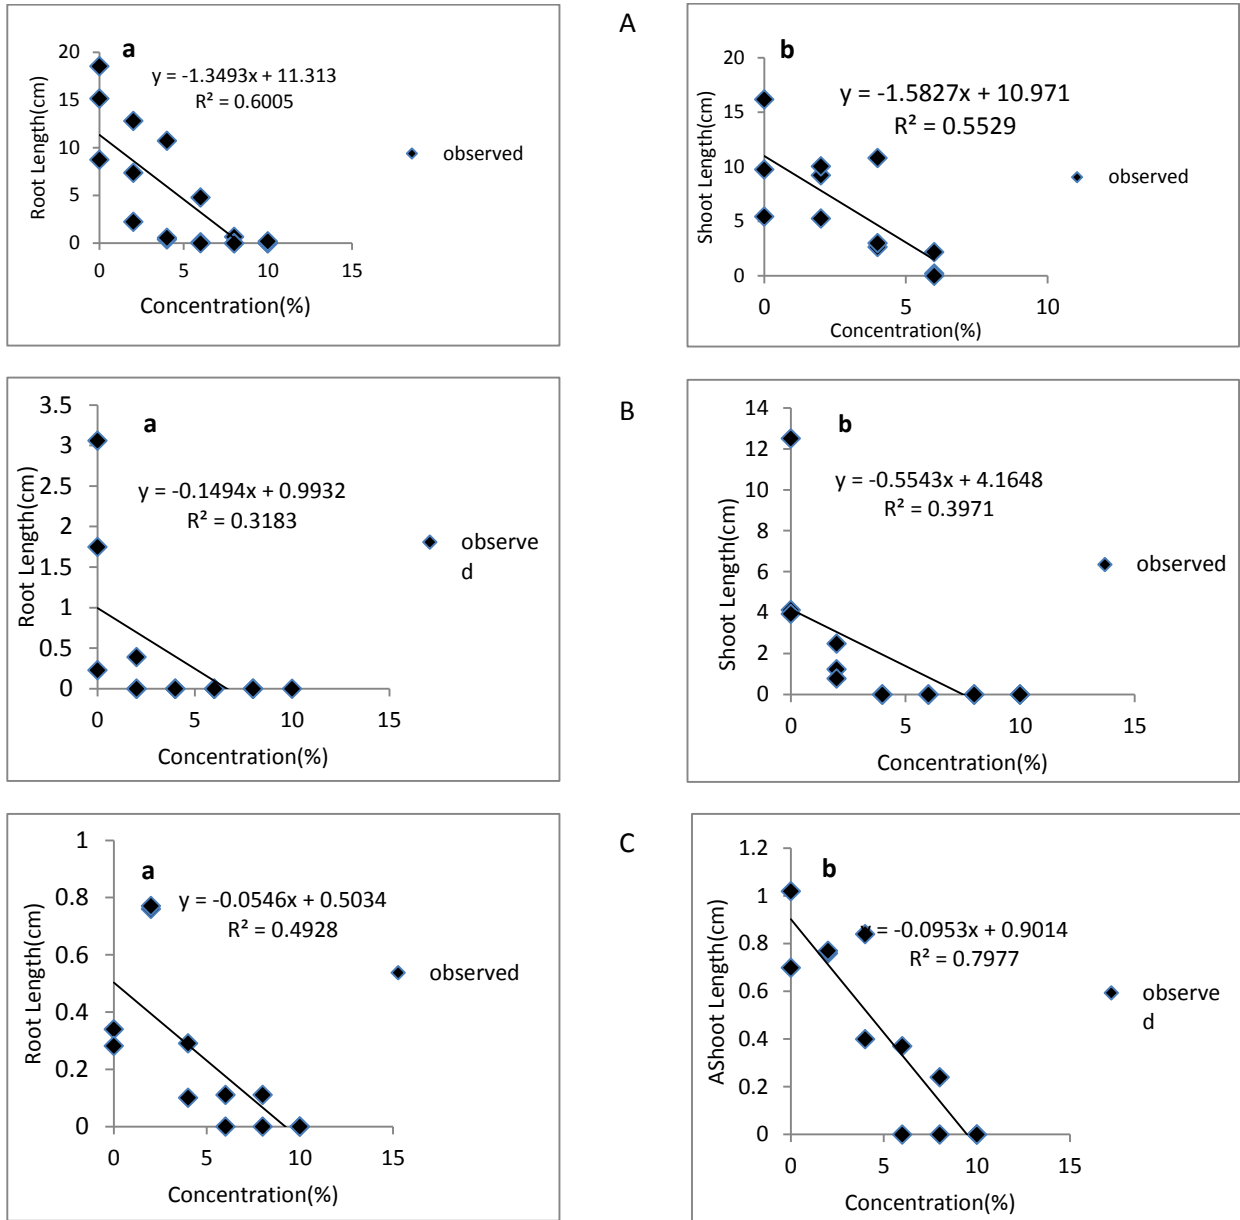 A
a
y = -1.3493x + 11.313
R² = 0.6005
20
15
10
5
0
0 5 10 15
Root Length(cm)
Concentration(%)
observed
b
y = -1.5827x + 10.971
R² = 0.5529
20
15
10
5
0
0 5 10
Shoot Length(cm)
Concentration(%)
observed
B
a
y = -0.1494x + 0.9932
R² = 0.3183
3.5
3
2.5
2
1.5
1
0.5
0
0 5 10 15
Root Length(cm)
Concentration(%)
observe
d
b
y = -0.5543x + 4.1648
R² = 0.3971
14
12
10
8
6
4
2
0
0 5 10 15
Shoot Length(cm)
Concentration(%)
observed
C
a
y = -0.0546x + 0.5034
R² = 0.4928
1
0.8
0.6
0.4
0.2
0
0 5 10 15
Root Length(cm)
Concentration(%)
observed
b
y = -0.0953x + 0.9014
R² = 0.7977
1.2
1
0.8
0.6
0.4
0.2
0
0 5 10 15
AShoot Length(cm)
Concentration(%)
observe
d